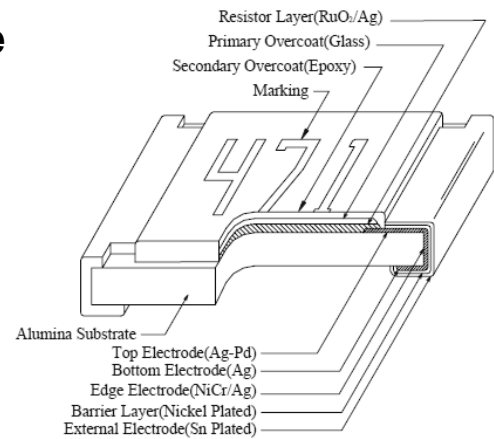 e
Resistor Layer(RuO₂/Ag)
Primary Overcoat(Glass)
Secondary Overcoat(Epoxy)
Marking
471
Alumina Substrate
Top Electrode(Ag-Pd)
Bottom Electrode(Ag)
Edge Electrode(NiCr/Ag)
Barrier Layer(Nickel Plated)
External Electrode(Sn Plated)